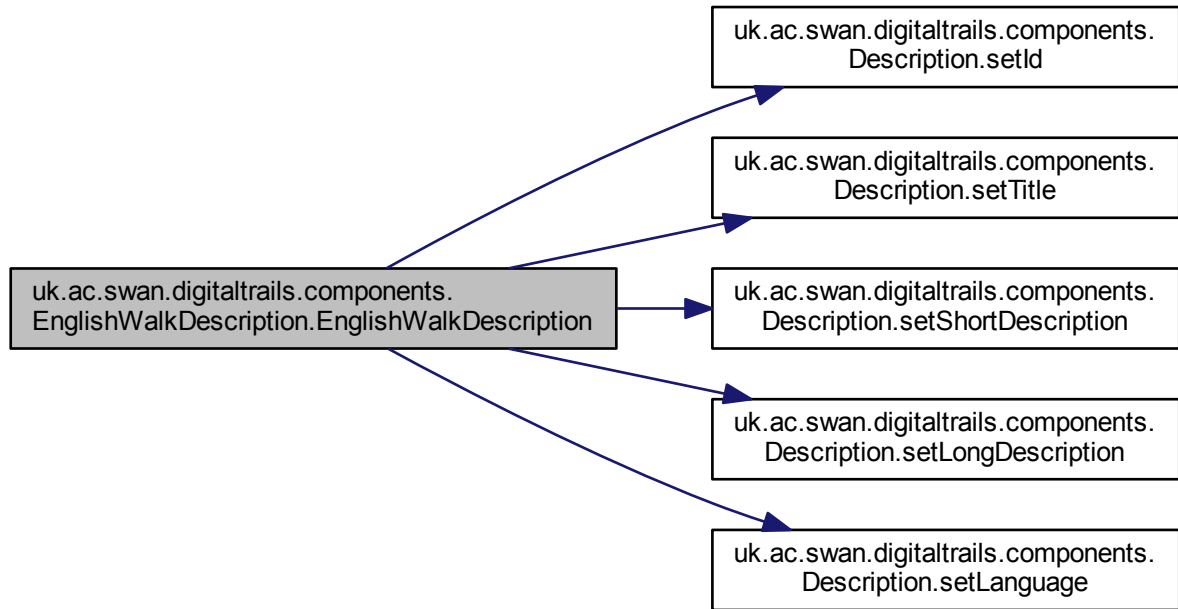 uk.ac.swan.digitaltrails.components.
Description.setId
uk.ac.swan.digitaltrails.components.
Description.setTitle
uk.ac.swan.digitaltrails.components.
EnglishWalkDescription.EnglishWalkDescription
uk.ac.swan.digitaltrails.components.
Description.setShortDescription
uk.ac.swan.digitaltrails.components.
Description.setLongDescription
uk.ac.swan.digitaltrails.components.
Description.setLanguage